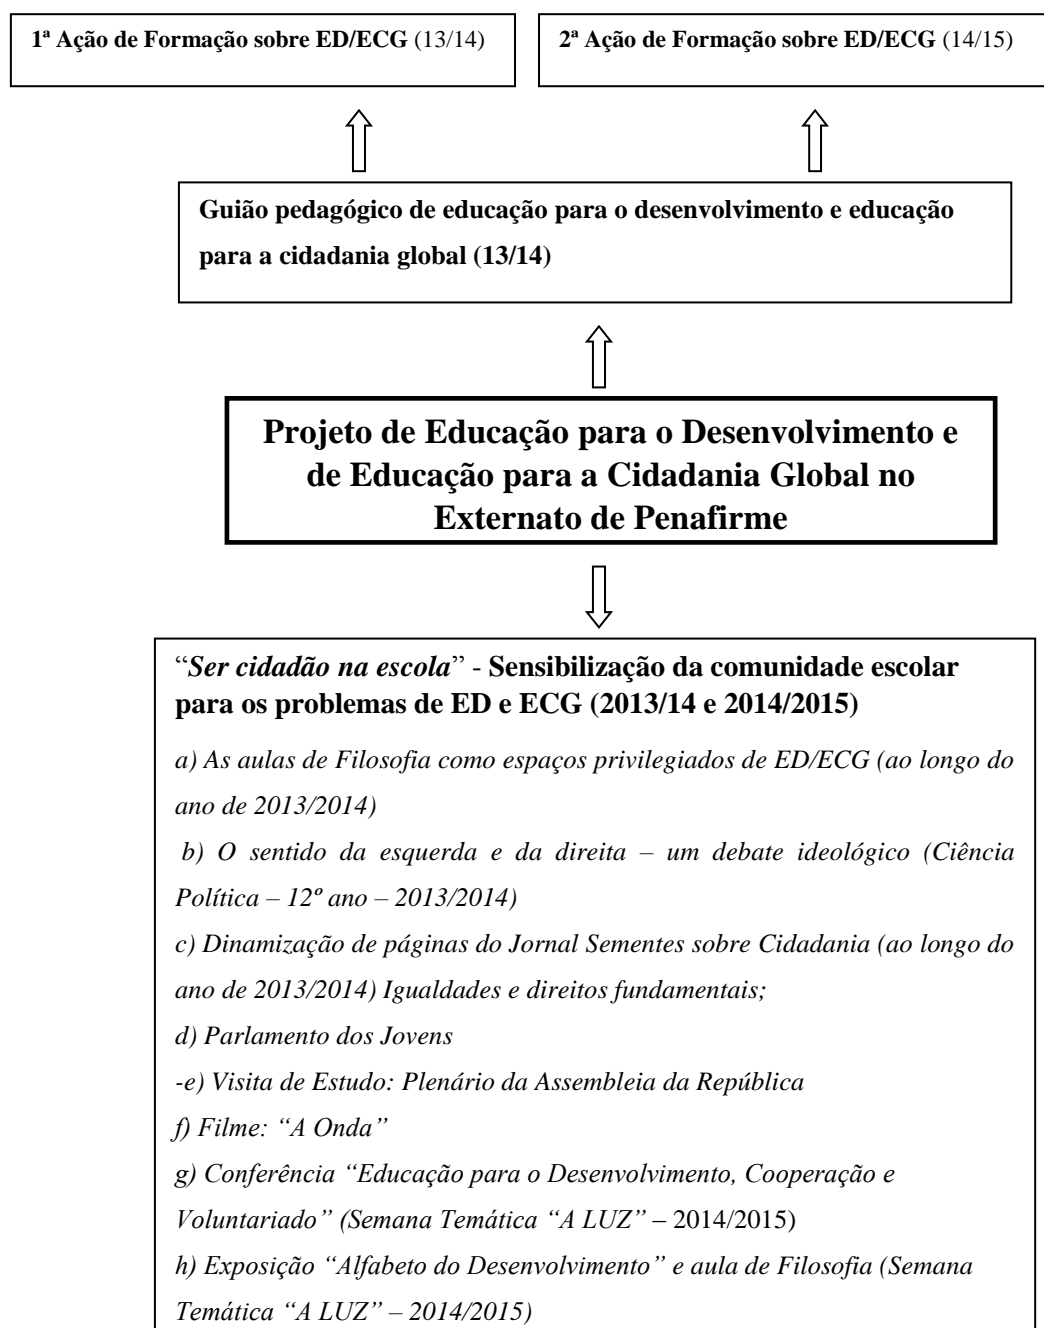 1ª Ação de Formação sobre ED/ECG (13/14)
2ª Ação de Formação sobre ED/ECG (14/15)
Guião pedagógico de educação para o desenvolvimento e educação
para a cidadania global (13/14)
Projeto de Educação para o Desenvolvimento e
de Educação para a Cidadania Global no
Externato de Penafirme
“Ser cidadão na escola” - Sensibilização da comunidade escolar
para os problemas de ED e ECG (2013/14 e 2014/2015)
a) As aulas de Filosofia como espaços privilegiados de ED/ECG (ao longo do
ano de 2013/2014)
b) O sentido da esquerda e da direita – um debate ideológico (Ciência
Política – 12º ano – 2013/2014)
c) Dinamização de páginas do Jornal Sementes sobre Cidadania (ao longo do
ano de 2013/2014) Igualdades e direitos fundamentais;
d) Parlamento dos Jovens
-e) Visita de Estudo: Plenário da Assembleia da República
f) Filme: “A Onda”
g) Conferência “Educação para o Desenvolvimento, Cooperação e
Voluntariado” (Semana Temática “A LUZ” – 2014/2015)
h) Exposição “Alfabeto do Desenvolvimento” e aula de Filosofia (Semana
Temática “A LUZ” – 2014/2015)